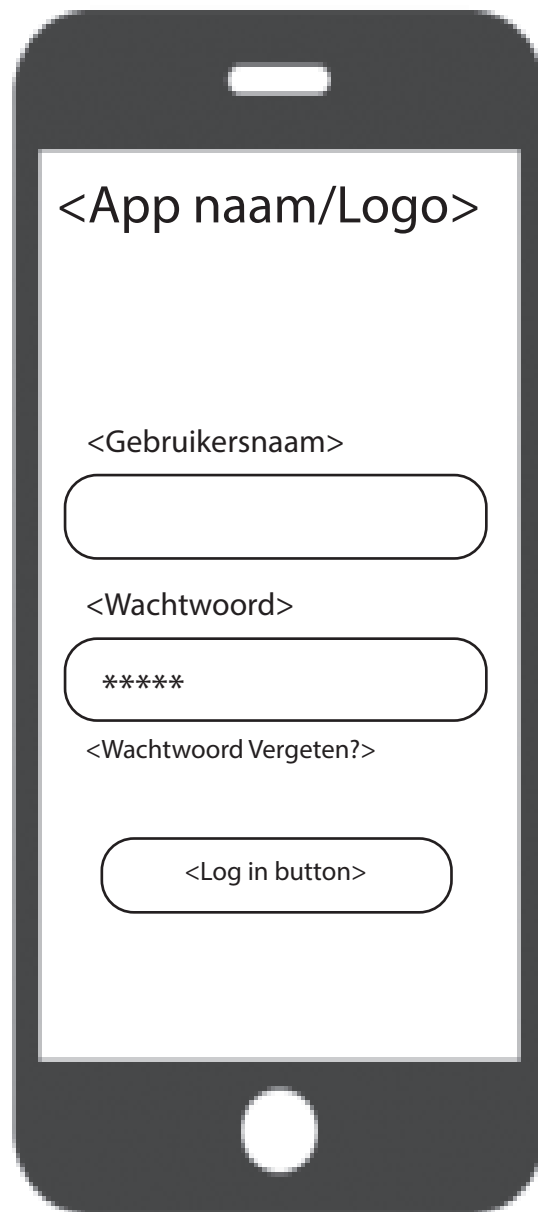 <App naam/Logo>
<Gebruikersnaam>
<Wachtwoord>
*****
<Wachtwoord Vergeten?>
<Log in button>